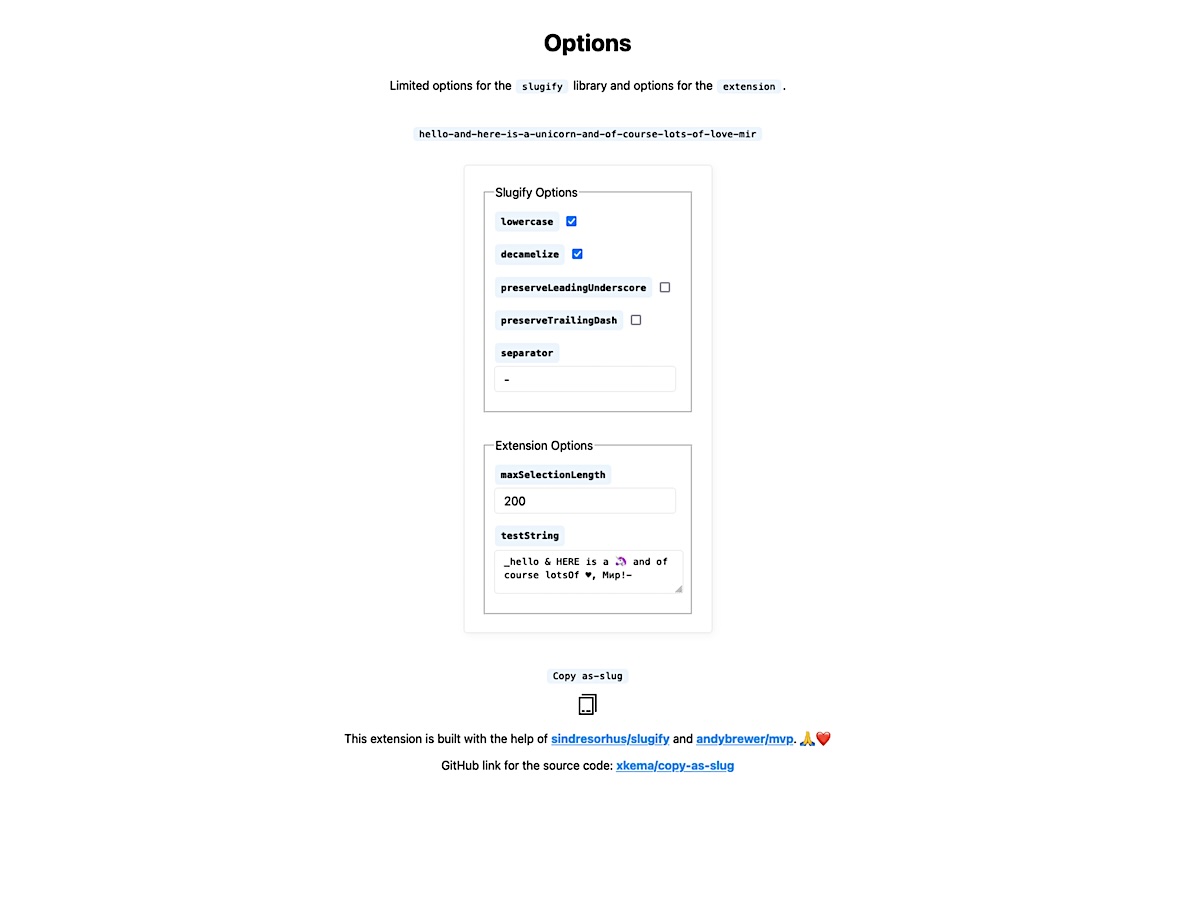 Options
Limited options for the slugify library and options for the extension .
hello-and-here-is-a-unicorn-and-of-course-lots-of-love-mir
Slugify Options
lowercase
decamelize
preserveLeadingUnderscore
preserveTrailingDash
separator
-
Extension Options
maxSelectionLength
200
testString
_hello & HERE is a 🦄 and of
course lotsOf ♥, Мир!-
Copy as-slug
This extension is built with the help of sindresorhus/slugify and andybrewer/mvp. 🙏❤️
GitHub link for the source code: xkema/copy-as-slug